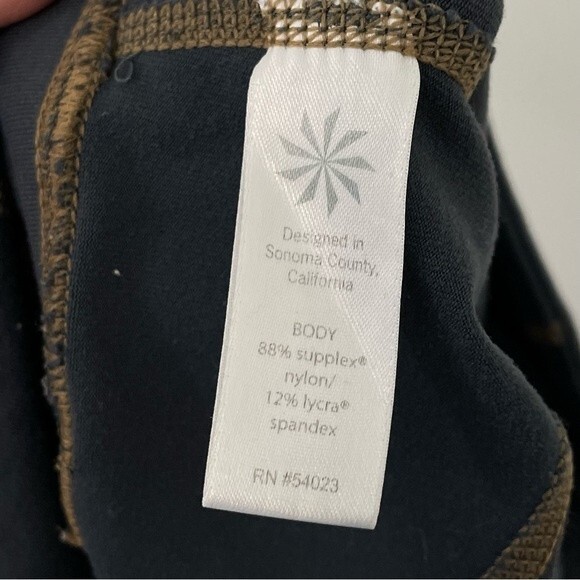 Designed in
Sonoma County,
California
BODY
88% supplex®
nylon/
12% lycra®
spandex
RN #54023